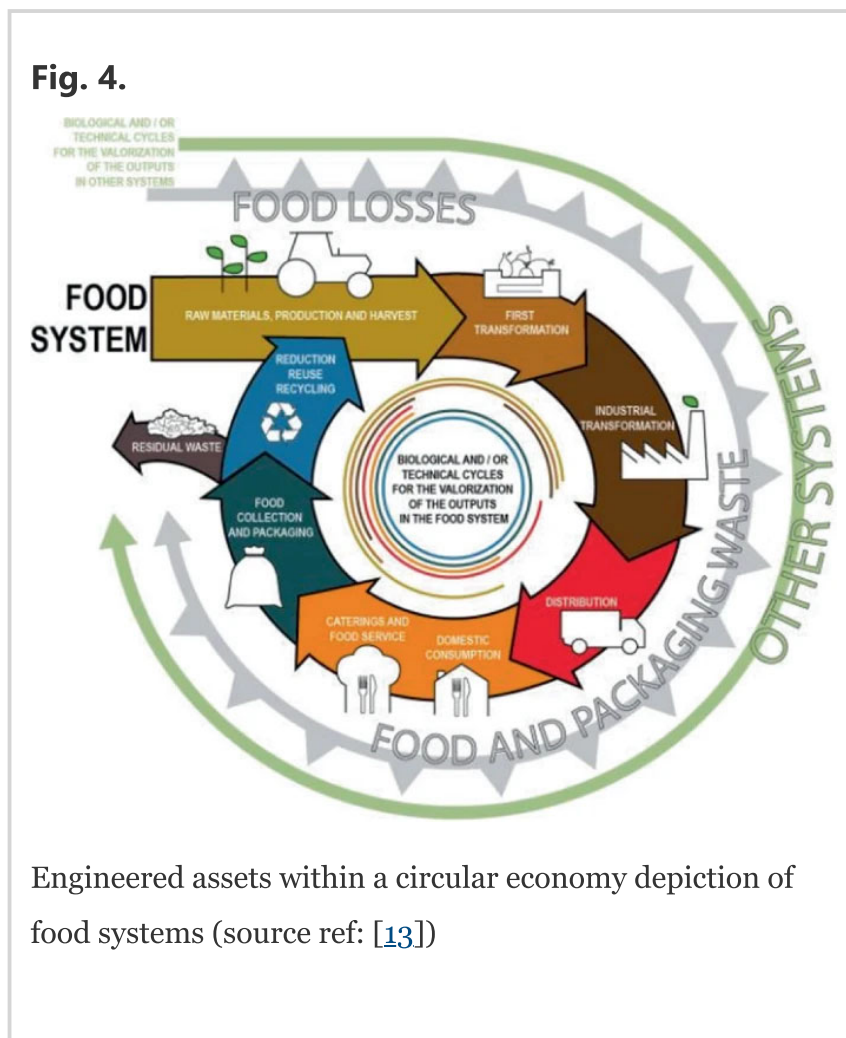 Fig. 4.
BIOLOGICAL AND / OR
TECHNICAL CYCLES
FOR THE VALORIZATION
OF THE OUTPUTS
IN OTHER SYSTEMS
FOOD LOSSES
FOOD
SYSTEM
RAW MATERIALS, PRODUCTION AND HARVEST
FIRST
TRANSFORMATION
INDUSTRIAL
TRANSFORMATION
DISTRIBUTION
DOMESTIC
CONSUMPTION
CATERINGS AND
FOOD SERVICE
FOOD
COLLECTION
AND PACKAGING
REDUCTION
REUSE
RECYCLING
RESIDUAL WASTE
BIOLOGICAL AND / OR
TECHNICAL CYCLES
FOR THE VALORIZATION
OF THE OUTPUTS
IN THE FOOD SYSTEM
FOOD AND PACKAGING WASTE
OTHER SYSTEMS
Engineered assets within a circular economy depiction of
food systems (source ref: [13])